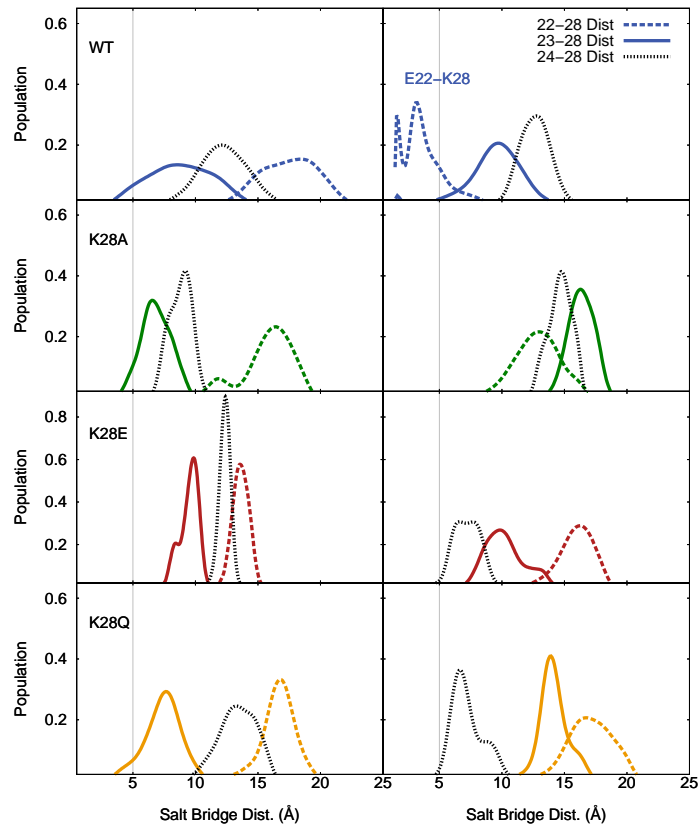 0.6
0.4
0.2
Population
WT
22−28 Dist
23−28 Dist
24−28 Dist
E22−K28
0.6
0.4
0.2
Population
K28A
0.8
0.6
0.4
0.2
Population
K28E
0.6
0.4
0.2
Population
K28Q
5 10 15 20 25 5 10 15 20 25
Salt Bridge Dist. (Å) Salt Bridge Dist. (Å)